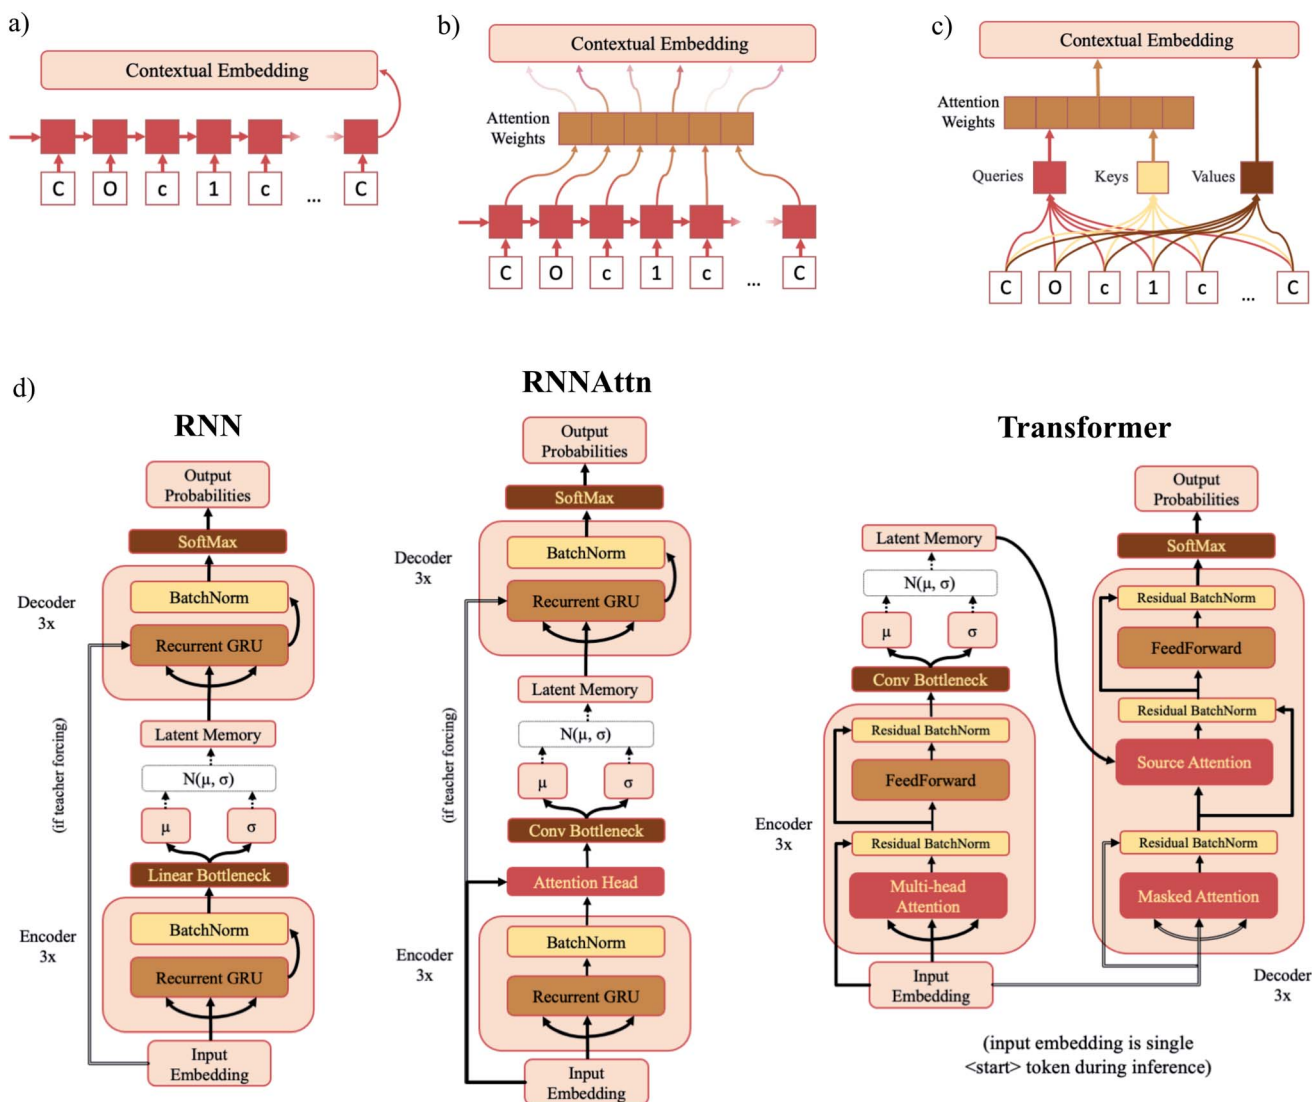 a)
Contextual Embedding
C
O
c
1
c
...
C
b)
Contextual Embedding
Attention
Weights
C
O
c
1
c
...
C
c)
Contextual Embedding
Attention
Weights
Queries
Keys
Values
C
O
c
1
c
...
C
d)
RNN
Output
Probabilities
SoftMax
Decoder
3x
BatchNorm
Recurrent GRU
(if teacher forcing)
Latent Memory
N(μ, σ)
μ
σ
Linear Bottleneck
Encoder
3x
BatchNorm
Recurrent GRU
Input
Embedding
RNNAttn
Output
Probabilities
SoftMax
Decoder
3x
BatchNorm
Recurrent GRU
(if teacher forcing)
Latent Memory
N(μ, σ)
μ
σ
Conv Bottleneck
Attention Head
Encoder
3x
BatchNorm
Recurrent GRU
Input
Embedding
Transformer
Latent Memory
N(μ, σ)
μ
σ
Conv Bottleneck
Residual BatchNorm
FeedForward
Encoder
3x
Residual BatchNorm
Multi-head
Attention
Input
Embedding
Output
Probabilities
SoftMax
Residual BatchNorm
FeedForward
Residual BatchNorm
Source Attention
Residual BatchNorm
Masked Attention
Decoder
3x
(input embedding is single
<start> token during inference)